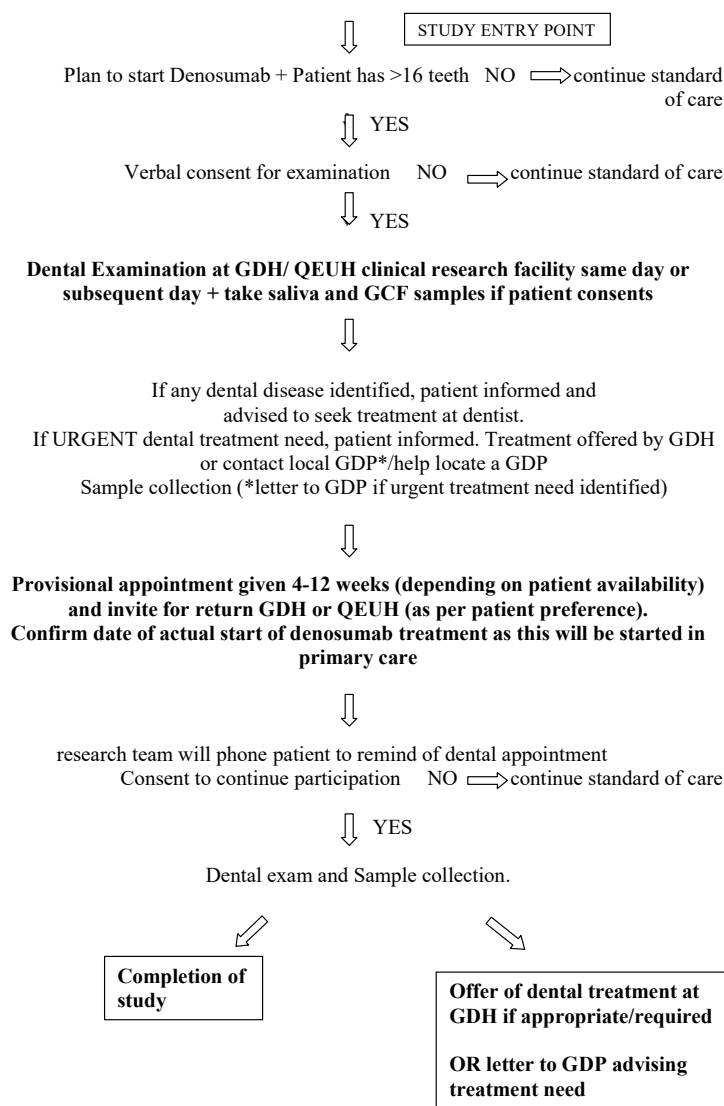 STUDY ENTRY POINT
Plan to start Denosumab + Patient has >16 teeth NO continue standard
of care
YES
Verbal consent for examination NO continue standard of care
YES
Dental Examination at GDH/ QEUH clinical research facility same day or
subsequent day + take saliva and GCF samples if patient consents
If any dental disease identified, patient informed and
advised to seek treatment at dentist.
If URGENT dental treatment need, patient informed. Treatment offered by GDH
or contact local GDP*/help locate a GDP
Sample collection (*letter to GDP if urgent treatment need identified)
Provisional appointment given 4-12 weeks (depending on patient availability)
and invite for return GDH or QEUH (as per patient preference).
Confirm date of actual start of denosumab treatment as this will be started in
primary care
research team will phone patient to remind of dental appointment
Consent to continue participation NO continue standard of care
YES
Dental exam and Sample collection.
Completion of
study
Offer of dental treatment at
GDH if appropriate/required
OR letter to GDP advising
treatment need